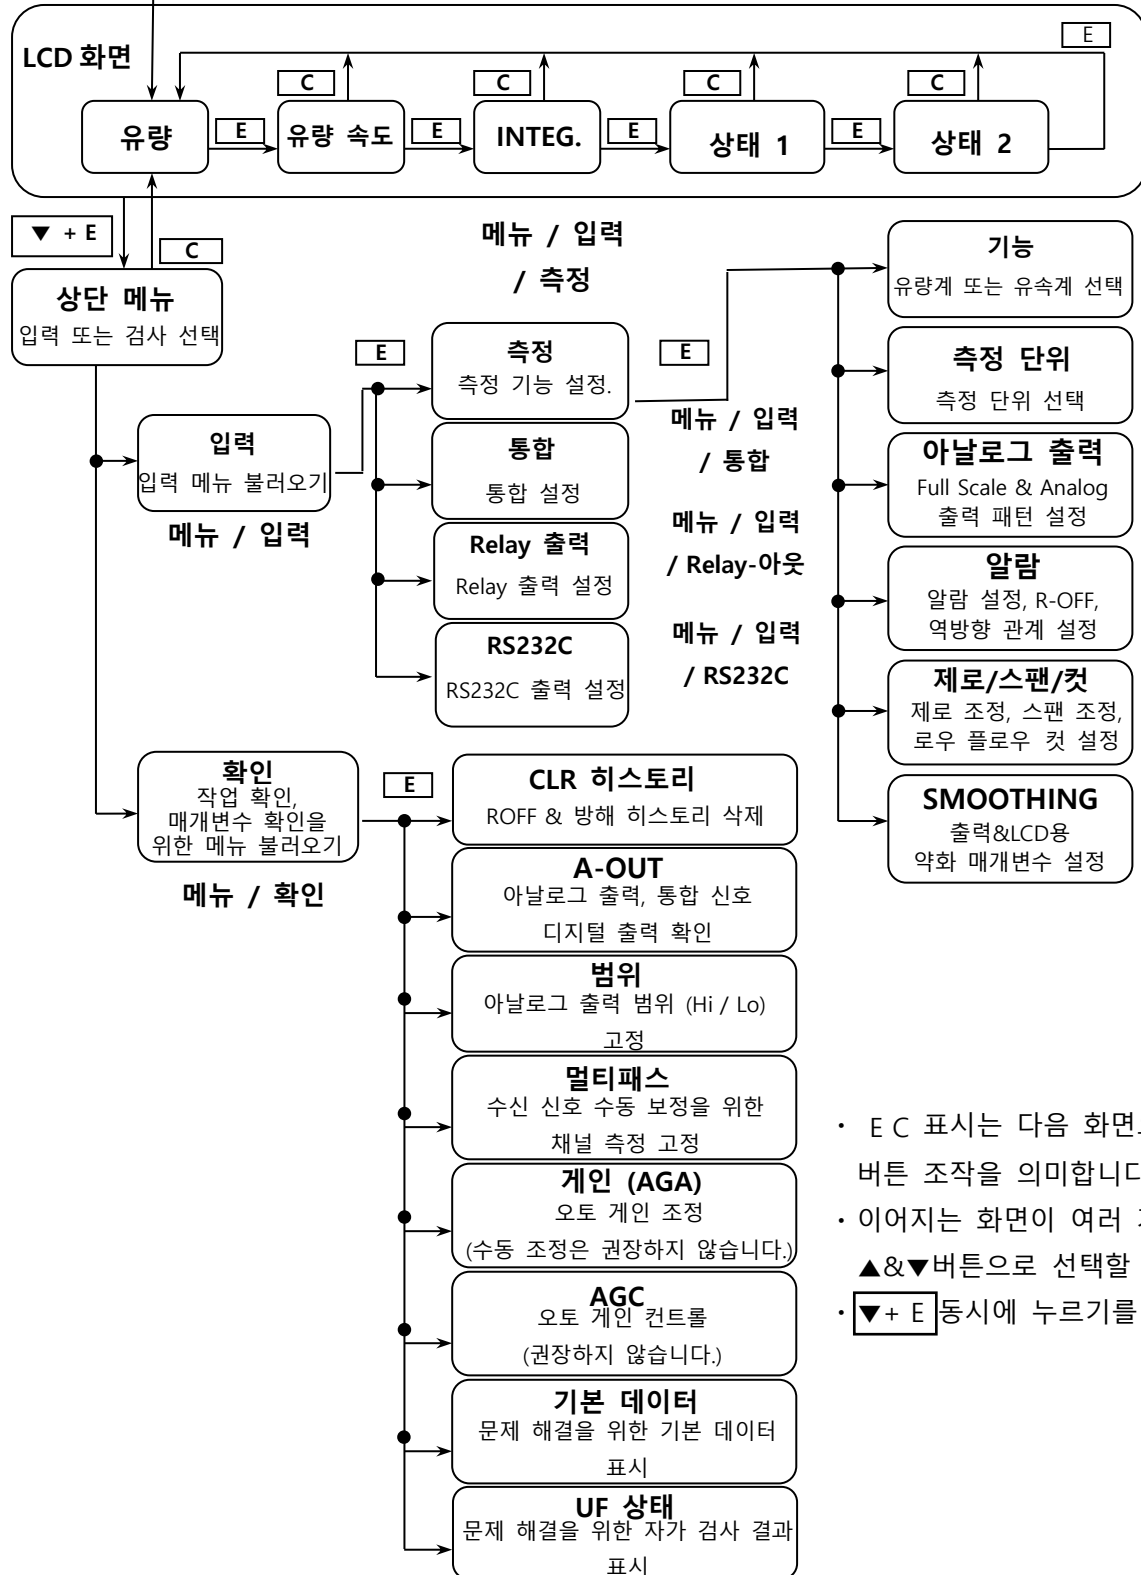 E
LCD 화면
C
C
C
C
유량
E
유량 속도
E
INTEG.
E
상태 1
E
상태 2
▼ + E
C
상단 메뉴
입력 또는 검사 선택
메뉴 / 입력
/ 측정
기능
유량계 또는 유속계 선택
E
측정
측정 기능 설정.
E
측정 단위
측정 단위 선택
입력
입력 메뉴 불러오기
메뉴 / 입력
통합
통합 설정
메뉴 / 입력
/ 통합
아날로그 출력
Full Scale & Analog
출력 패턴 설정
Relay 출력
Relay 출력 설정
메뉴 / 입력
/ Relay-아웃
알람
알람 설정, R-OFF,
역방향 관계 설정
RS232C
RS232C 출력 설정
메뉴 / 입력
/ RS232C
제로/스팬/컷
제로 조정, 스팬 조정,
로우 플로우 컷 설정
SMOOTHING
출력&LCD용
약화 매개변수 설정
확인
작업 확인,
매개변수 확인을
위한 메뉴 불러오기
메뉴 / 확인
E
CLR 히스토리
ROFF & 방해 히스토리 삭제
A-OUT
아날로그 출력, 통합 신호
디지털 출력 확인
범위
아날로그 출력 범위 (Hi / Lo)
고정
멀티패스
수신 신호 수동 보정을 위한
채널 측정 고정
게인 (AGA)
오토 게인 조정
(수동 조정은 권장하지 않습니다.)
AGC
오토 게인 컨트롤
(권장하지 않습니다.)
기본 데이터
문제 해결을 위한 기본 데이터
표시
UF 상태
문제 해결을 위한 자가 검사 결과
표시
· E C 표시는 다음 화면
버튼 조작을 의미합니다
· 이어지는 화면이 여러
▲&▼버튼으로 선택할
· ▼+ E 동시에 누르기를